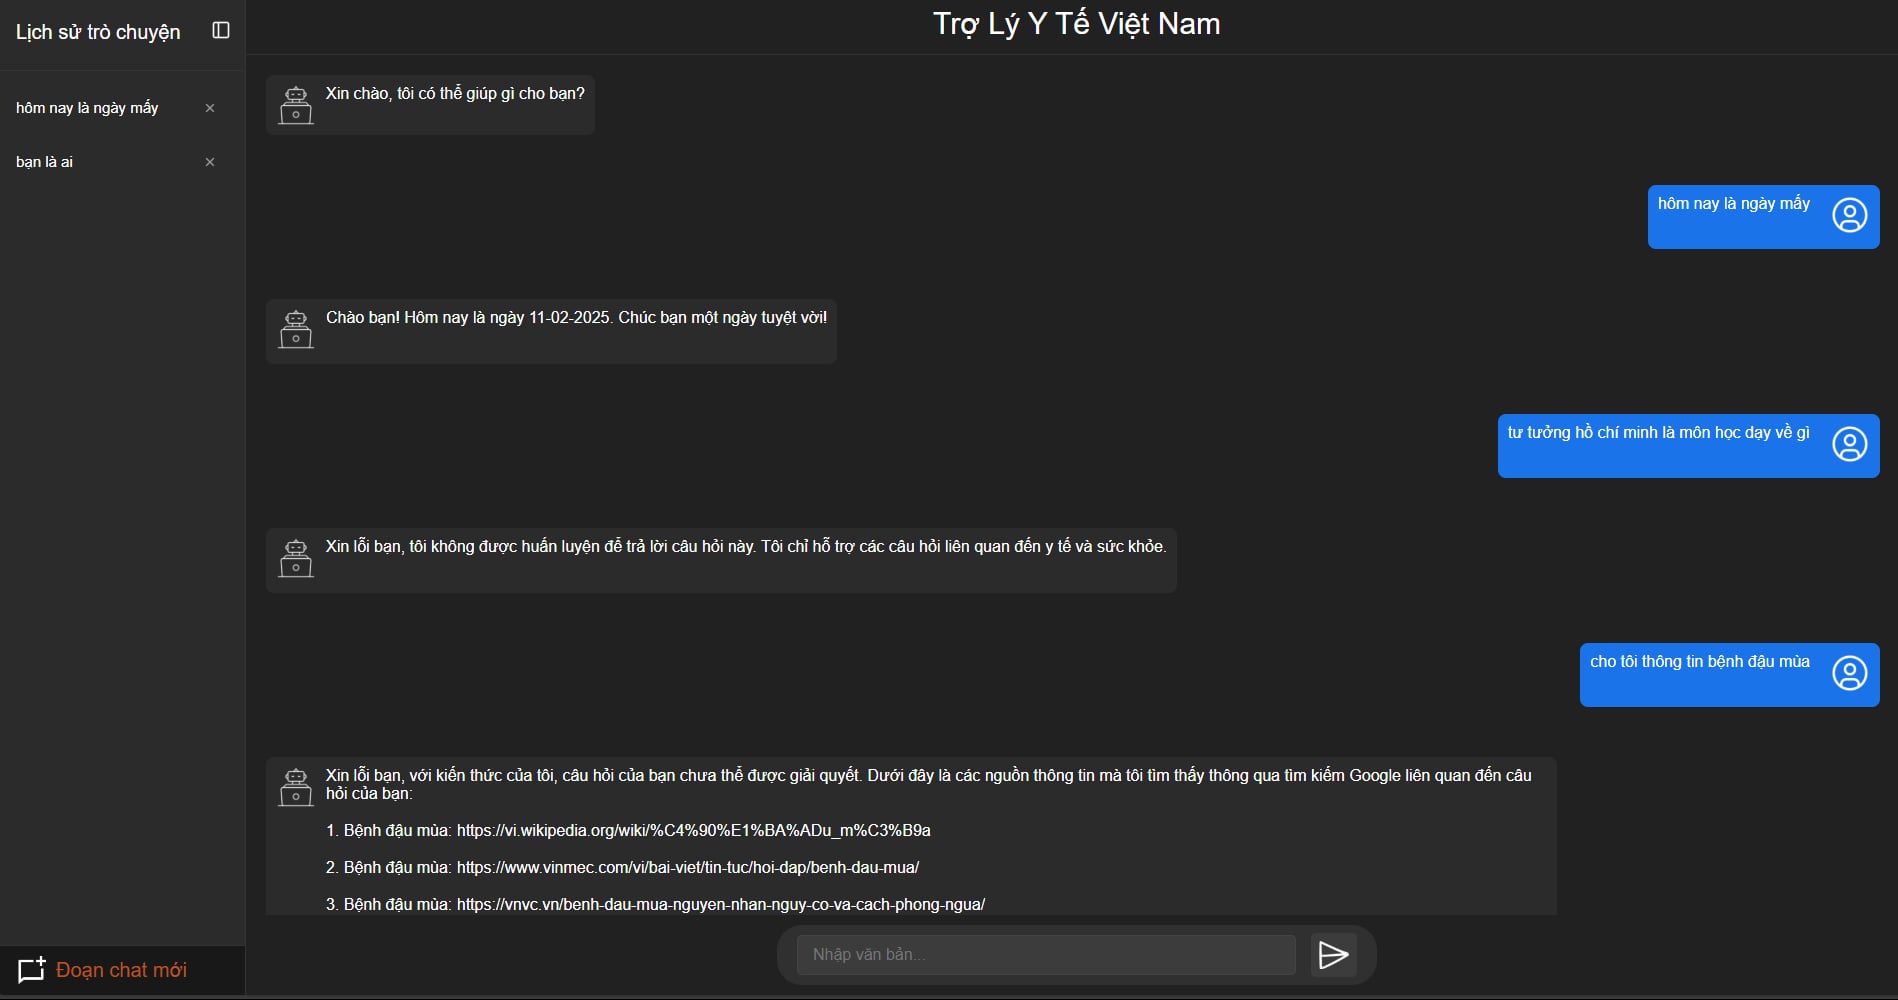 Lịch sử trò chuyện
hôm nay là ngày mấy
bạn là ai
Đoạn chat mới
Trợ Lý Y Tế Việt Nam
Xin chào, tôi có thể giúp gì cho bạn?
hôm nay là ngày mấy
Chào bạn! Hôm nay là ngày 11-02-2025. Chúc bạn một ngày tuyệt vời!
tư tưởng hồ chí minh là môn học dạy về gì
Xin lỗi bạn, tôi không được huấn luyện để trả lời câu hỏi này. Tôi chỉ hỗ trợ các câu hỏi liên quan đến y tế và sức khỏe.
cho tôi thông tin bệnh đậu mùa
Xin lỗi bạn, với kiến thức của tôi, câu hỏi của bạn chưa thể được giải quyết. Dưới đây là các nguồn thông tin mà tôi tìm thấy thông qua tìm kiếm Google liên quan đến câu
hỏi của bạn:
1. Bệnh đậu mùa: https://vi.wikipedia.org/wiki/%C4%90%E1%BA%ADu_m%C3%B9a
2. Bệnh đậu mùa: https://www.vinmec.com/vi/bai-viet/tin-tuc/hoi-dap/benh-dau-mua/
3. Bệnh đậu mùa: https://vnvc.vn/benh-dau-mua-nguyen-nhan-nguy-co-va-cach-phong-ngua/
Nhập văn bản...